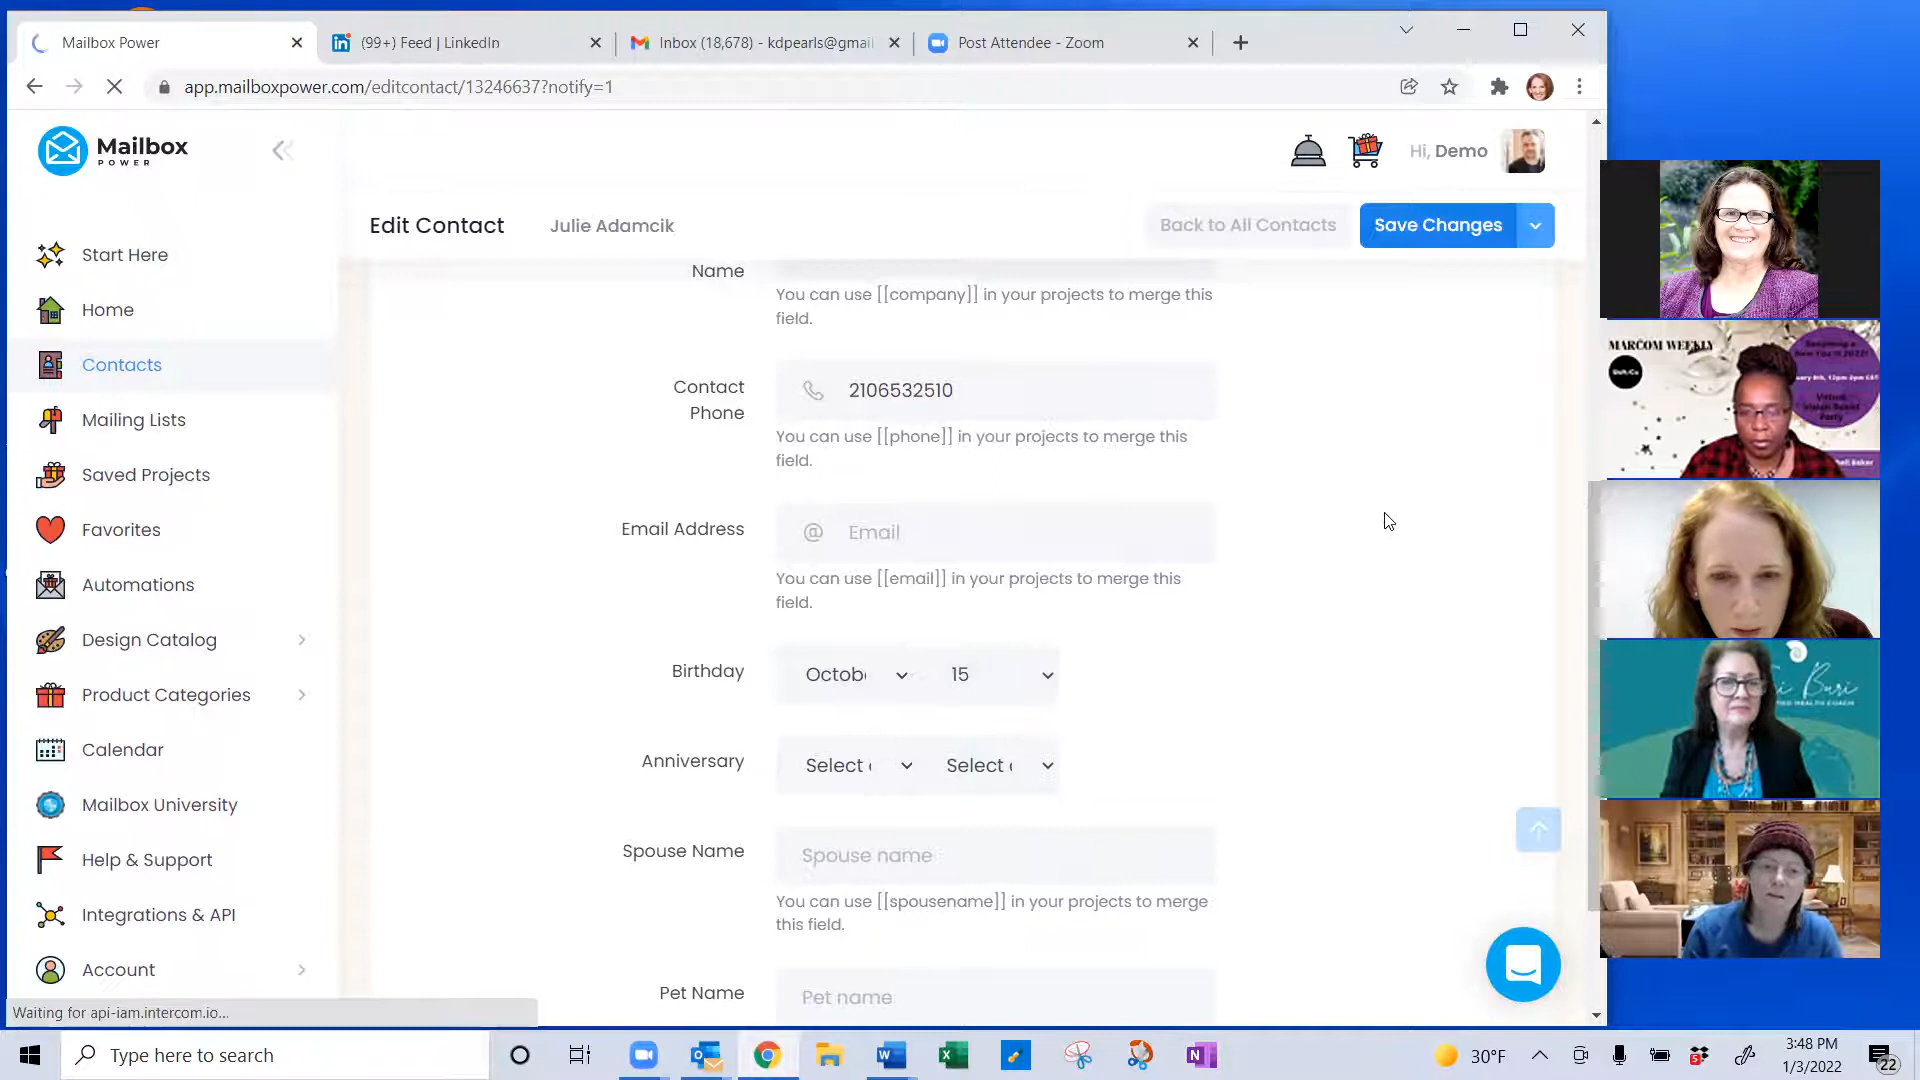 Mailbox Power
(99+) Feed | LinkedIn
Inbox (18,678) - kdpearls@gmai
Post Attendee - Zoom
app.mailboxpower.com/editcontact/13246637?notify=1
Mailbox
POWER
Hi, Demo
Edit Contact
Julie Adamcik
Back to All Contacts
Save Changes
Start Here
Home
Contacts
Mailing Lists
Saved Projects
Favorites
Automations
Design Catalog
Product Categories
Calendar
Mailbox University
Help & Support
Integrations & API
Account
Name
You can use [[company]] in your projects to merge this
field.
Contact
Phone
2106532510
You can use [[phone]] in your projects to merge this
field.
Email Address
@ Email
You can use [[email]] in your projects to merge this
field.
Birthday
Octob
15
Anniversary
Select
Select
Spouse Name
Spouse name
You can use [[spousename]] in your projects to merge
this field.
Pet Name
Pet name
MARCOM WEEKLY
Virtual
Vision Board
Party
Baker
Buri
Waiting for api-iam.intercom.io...
Type here to search
30°F
3:48 PM
1/3/2022
22